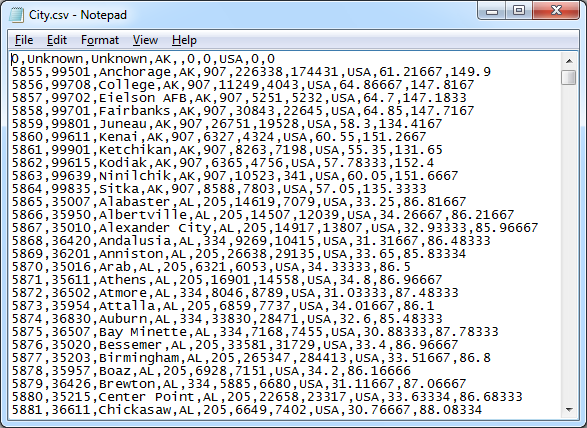 City.csv - Notepad
File Edit Format View Help
0,Unknown,Unknown,AK,,0,0,USA,0,0
5855,99501,Anchorage,AK,907,226338,174431,USA,61.21667,149.9
5856,99708,College,AK,907,11249,4043,USA,64.86667,147.8167
5857,99702,Eielson AFB,AK,907,5251,5232,USA,64.7,147.1833
5858,99701,Fairbanks,AK,907,30843,22645,USA,64.85,147.7167
5859,99801,Juneau,AK,907,26751,19528,USA,58.3,134.4167
5860,99611,Kenai,AK,907,6327,4324,USA,60.55,151.2667
5861,99901,Ketchikan,AK,907,8263,7198,USA,55.35,131.65
5862,99615,Kodiak,AK,907,6365,4756,USA,57.78333,152.4
5863,99639,Ninilchik,AK,907,10523,341,USA,60.05,151.6667
5864,99835,Sitka,AK,907,8588,7803,USA,57.05,135.3333
5865,35007,Alabaster,AL,205,14619,7079,USA,33.25,86.81667
5866,35950,Albertville,AL,205,14507,12039,USA,34.26667,86.21667
5867,35010,Alexander City,AL,205,14917,13807,USA,32.93333,85.96667
5868,36420,Andalusia,AL,334,9269,10415,USA,31.31667,86.48333
5869,36201,Anniston,AL,205,26638,29135,USA,33.65,85.83334
5870,35016,Arab,AL,205,6321,6053,USA,34.33333,86.5
5871,35611,Athens,AL,205,16901,14558,USA,34.8,86.96667
5872,36502,Atmore,AL,334,8046,8789,USA,31.03333,87.48333
5873,35954,Attalla,AL,205,6859,7737,USA,34.01667,86.1
5874,36830,Auburn,AL,334,33830,28471,USA,32.6,85.48333
5875,36507,Bay Minette,AL,334,7168,7455,USA,30.88333,87.78333
5876,35020,Bessemer,AL,205,33581,31729,USA,33.4,86.96667
5877,35203,Birmingham,AL,205,265347,284413,USA,33.51667,86.8
5878,35957,Boaz,AL,205,6928,7151,USA,34.2,86.16666
5879,36426,Brewton,AL,334,5885,6680,USA,31.11667,87.06667
5880,35215,Center Point,AL,205,22658,23317,USA,33.63334,86.68333
5881,36611,Chickasaw,AL,205,6649,7402,USA,30.76667,88.08334